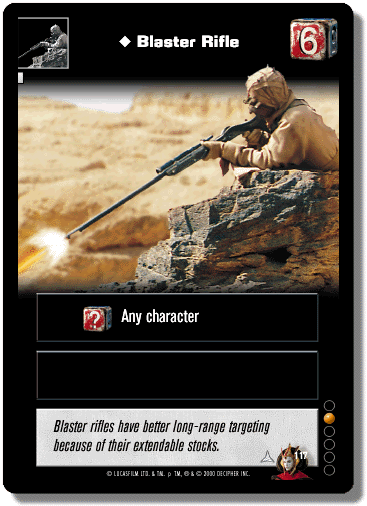 ◆ Blaster Rifle
6
? Any character
Blaster rifles have better long-range targeting
because of their extendable stocks.
117
© LUCASFILM LTD. & TM. p TM, ® & © 2000 DECIPHER INC.